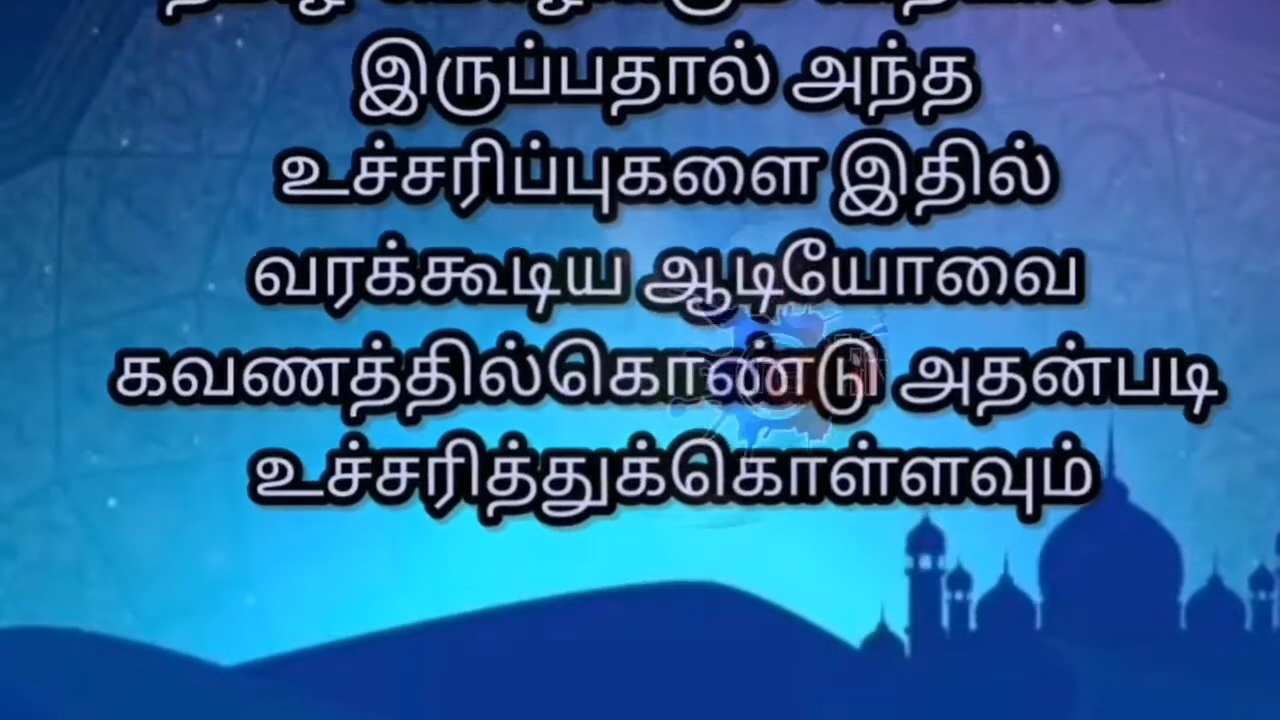 இருப்பதால் அந்த
உச்சரிப்புகளை இதில்
வரக்கூடிய ஆடியோவை
கவணத்தில்கொண்டு அதன்படி
உச்சரித்துக்கொள்ளவும்